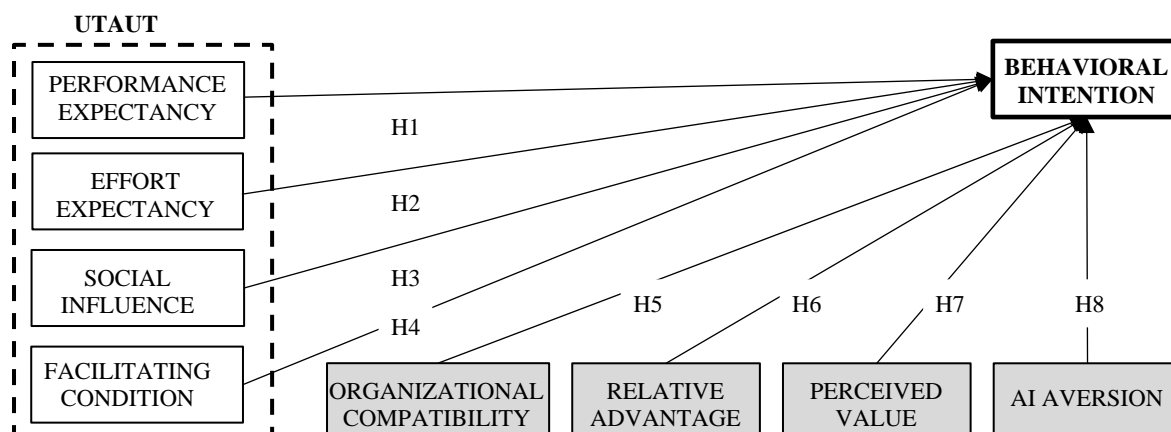 UTAUT
PERFORMANCE
EXPECTANCY
BEHAVIORAL
INTENTION
H1
EFFORT
EXPECTANCY
H2
SOCIAL
INFLUENCE
H3
H4
H5
H6
H7
H8
FACILITATING
CONDITION
ORGANIZATIONAL
COMPATIBILITY
RELATIVE
ADVANTAGE
PERCEIVED
VALUE
AI AVERSION